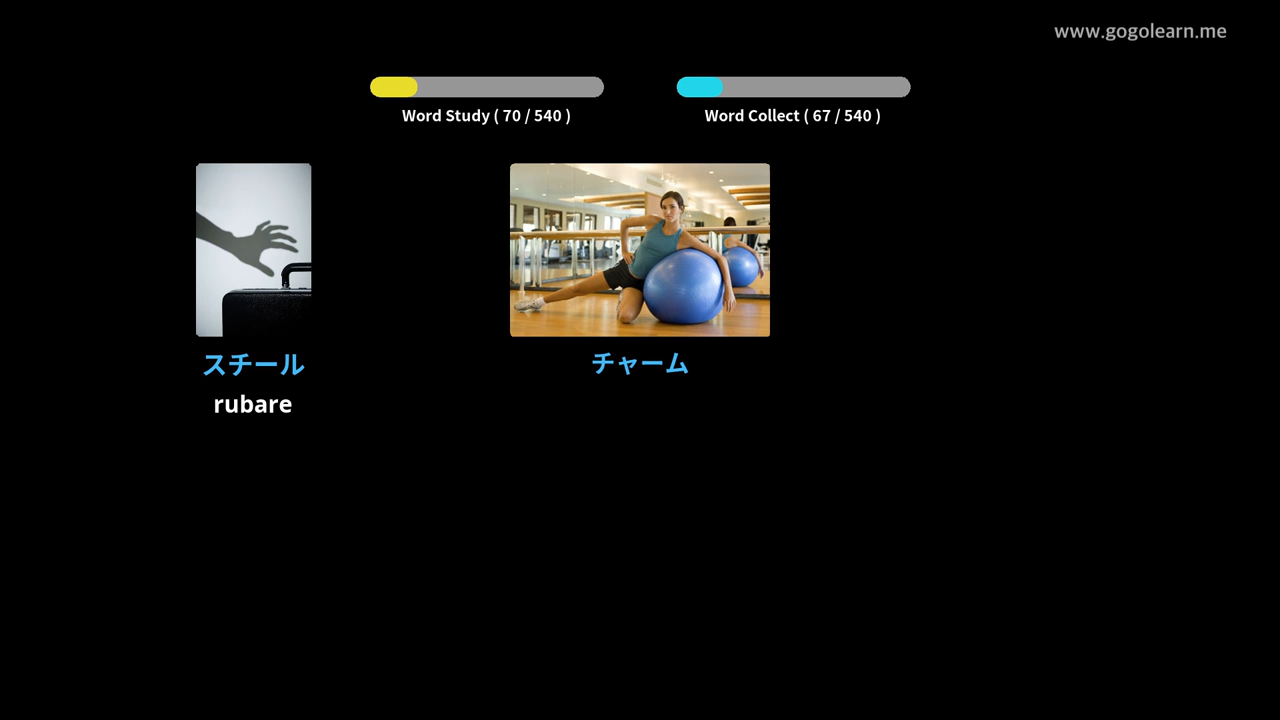 www.gogolearn.me
Word Study ( 70 / 540 )
Word Collect ( 67 / 540 )
スチール
チャーム
rubare